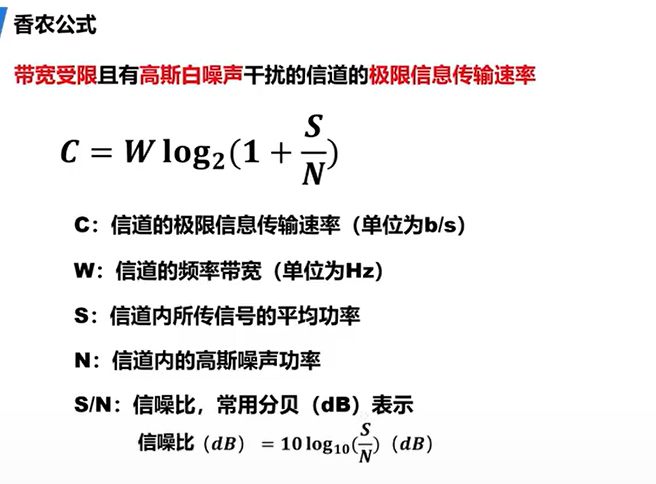 香农公式
带宽受限且有高斯白噪声干扰的信道的极限信息传输速率
C = W log₂(1 + S/N)
C：信道的极限信息传输速率（单位为b/s）
W：信道的频率带宽（单位为Hz）
S：信道内所传信号的平均功率
N：信道内的高斯噪声功率
S/N：信噪比，常用分贝（dB）表示
信噪比（dB） = 10 log₁₀(S/N)（dB）